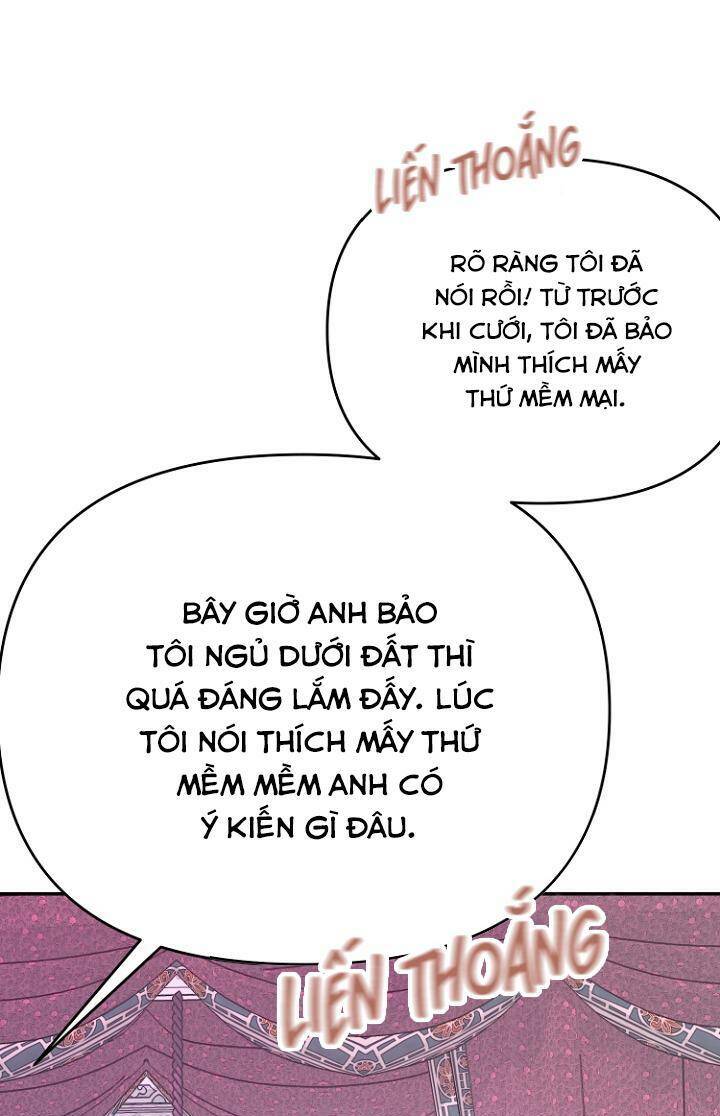 LIẾN THOẮNG
RÕ RÀNG TÔI ĐÃ
NÓI RỒI! TỪ TRƯỚC
KHI CƯỚI, TÔI ĐÃ BẢO
MÌNH THÍCH MẤY
THỨ MỀM MẠI.
BÂY GIỜ ANH BẢO
TÔI NGỦ DƯỚI ĐẤT THÌ
QUÁ ĐÁNG LẮM ĐẤY. LÚC
TÔI NÓI THÍCH MẤY THỨ
MỀM MỀM ANH CÓ
Ý KIẾN GÌ ĐÂU.
LIẾN THOẮNG